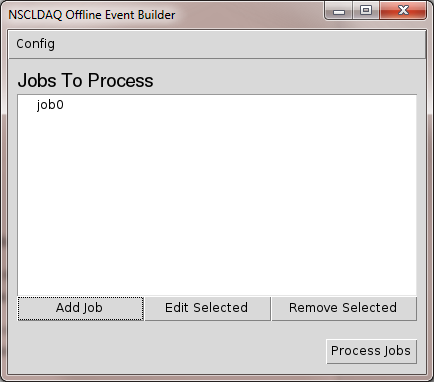 NSCLDAQ Offline Event Builder
Config
Jobs To Process
job0
Add Job
Edit Selected
Remove Selected
Process Jobs